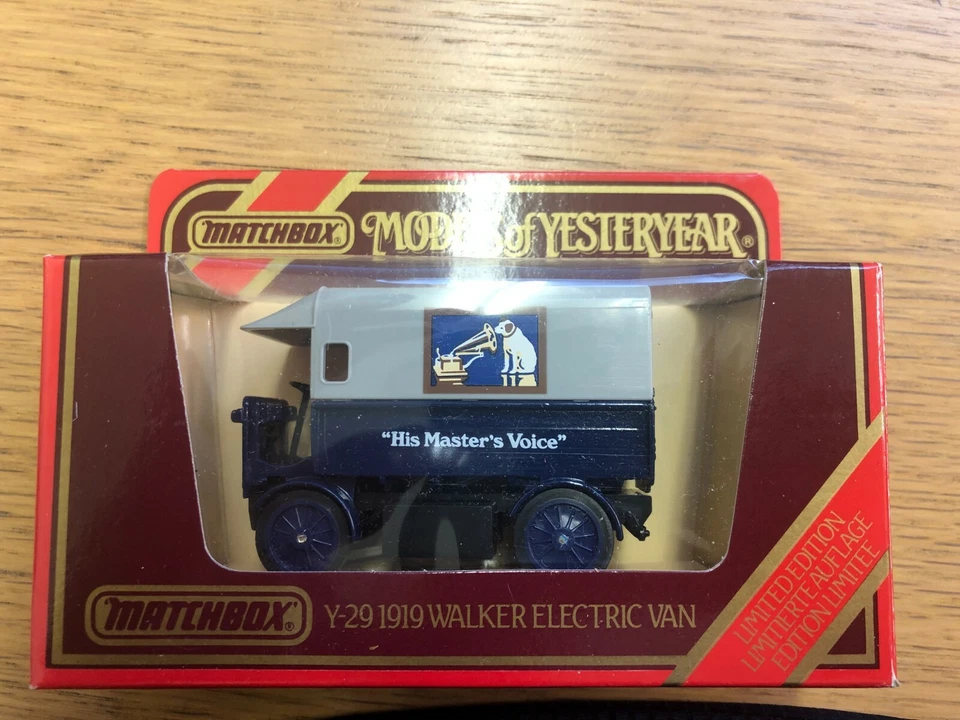 MATCHBOX®
MODELS of YESTERYEAR®
"His Master's Voice"
MATCHBOX®
Y-29 1919 WALKER ELECTRIC VAN
LIMITED EDITION
LIMITIERTE AUFLAGE
EDITION LIMITEE